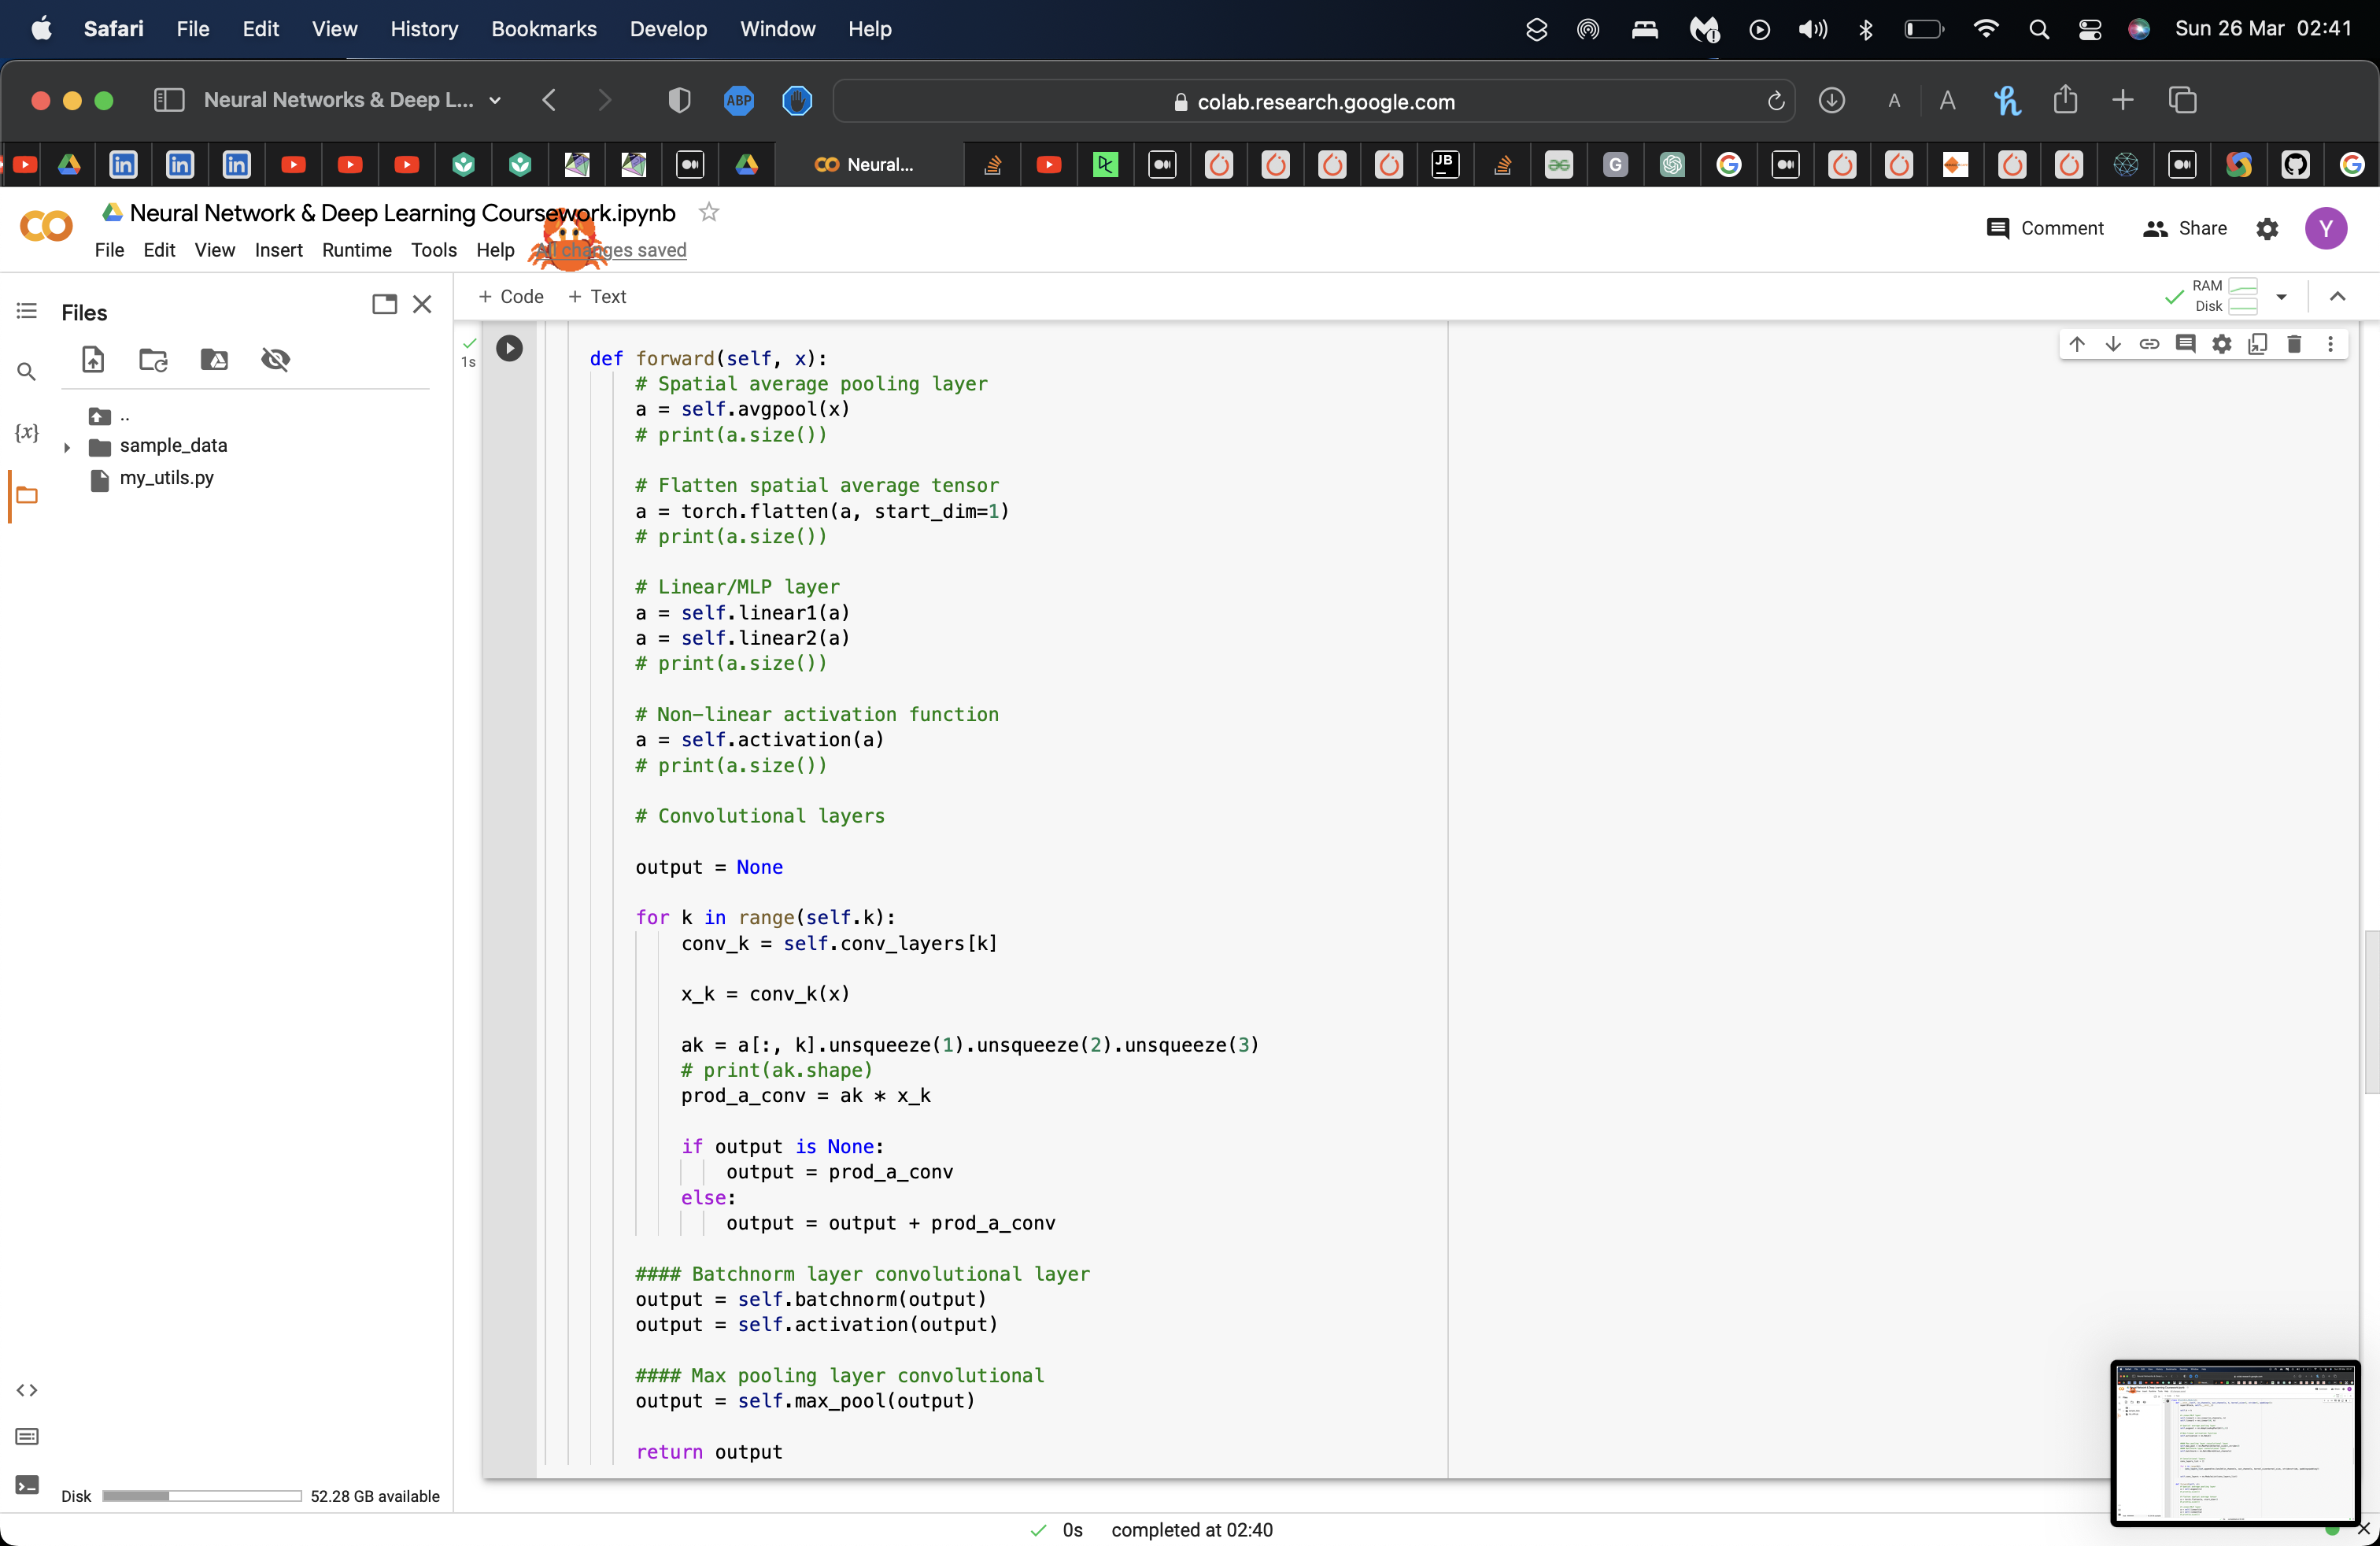 Safari File Edit View History Bookmarks Develop Window Help Sun 26 Mar 02:41
Neural Networks & Deep L... ABP colab.research.google.com A A
Neural... JB G
Neural Network & Deep Learning Coursework.ipynb
File Edit View Insert Runtime Tools Help All changes saved
Comment Share Y
Files
+ Code + Text
RAM
Disk
..
sample_data
my_utils.py
{x}
1s
def forward(self, x):
# Spatial average pooling layer
a = self.avgpool(x)
# print(a.size())
# Flatten spatial average tensor
a = torch.flatten(a, start_dim=1)
# print(a.size())
# Linear/MLP layer
a = self.linear1(a)
a = self.linear2(a)
# print(a.size())
# Non-linear activation function
a = self.activation(a)
# print(a.size())
# Convolutional layers
output = None
for k in range(self.k):
conv_k = self.conv_layers[k]
x_k = conv_k(x)
ak = a[:, k].unsqueeze(1).unsqueeze(2).unsqueeze(3)
# print(ak.shape)
prod_a_conv = ak * x_k
if output is None:
output = prod_a_conv
else:
output = output + prod_a_conv
#### Batchnorm layer convolutional layer
output = self.batchnorm(output)
output = self.activation(output)
#### Max pooling layer convolutional
output = self.max_pool(output)
return output
Disk 52.28 GB available
0s completed at 02:40